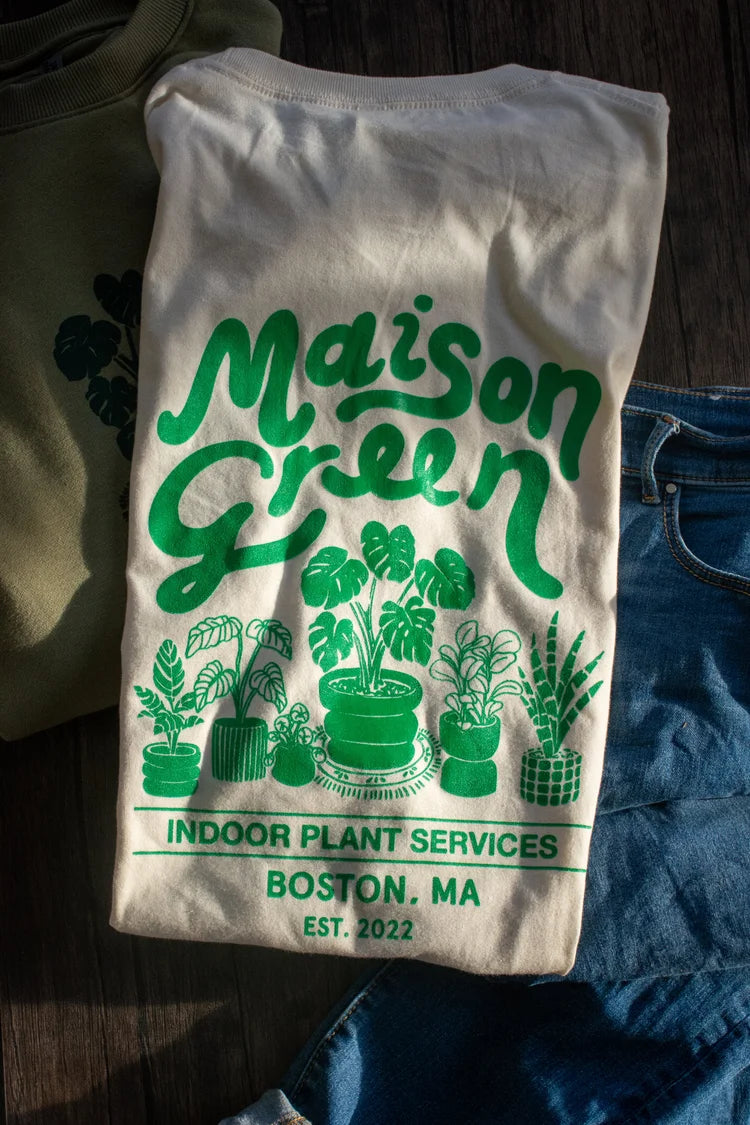 Maison
Green
INDOOR PLANT SERVICES
BOSTON, MA
EST. 2022